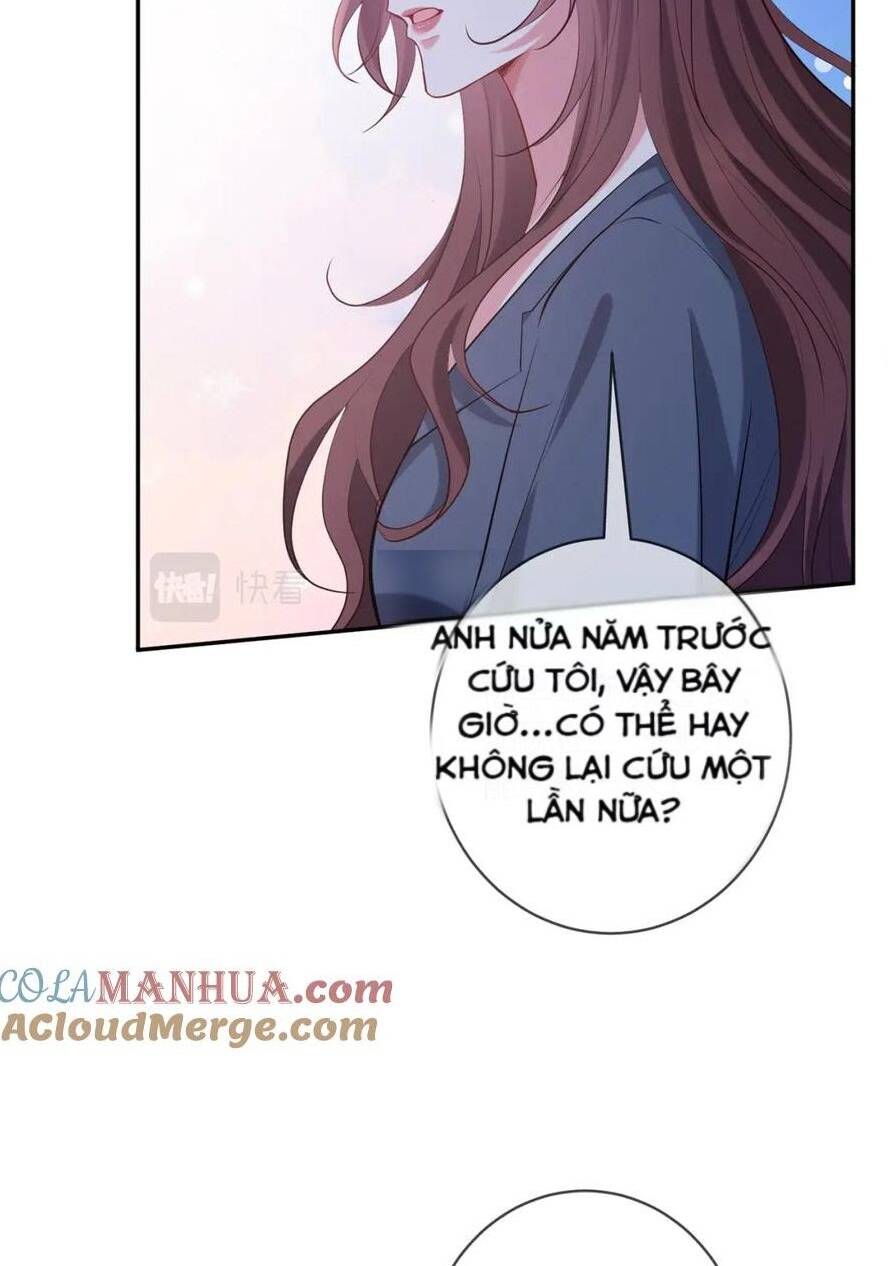 快看! 快看
ANH NỬA NĂM TRƯỚC
CỨU TÔI, VẬY BÂY
GIỜ...CÓ THỂ HAY
KHÔNG LẠI CỨU MỘT
LẦN NỮA?
COLAMANHUA.com
ACloudMerge.com